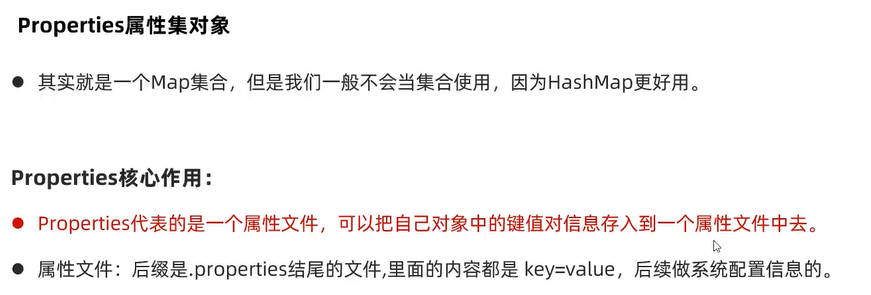 Properties属性集对象
● 其实就是一个Map集合，但是我们一般不会当集合使用，因为HashMap更好用。
Properties核心作用：
● Properties代表的是一个属性文件，可以把自己对象中的键值对信息存入到一个属性文件中去。
● 属性文件：后缀是.properties结尾的文件,里面的内容都是 key=value，后续做系统配置信息的。